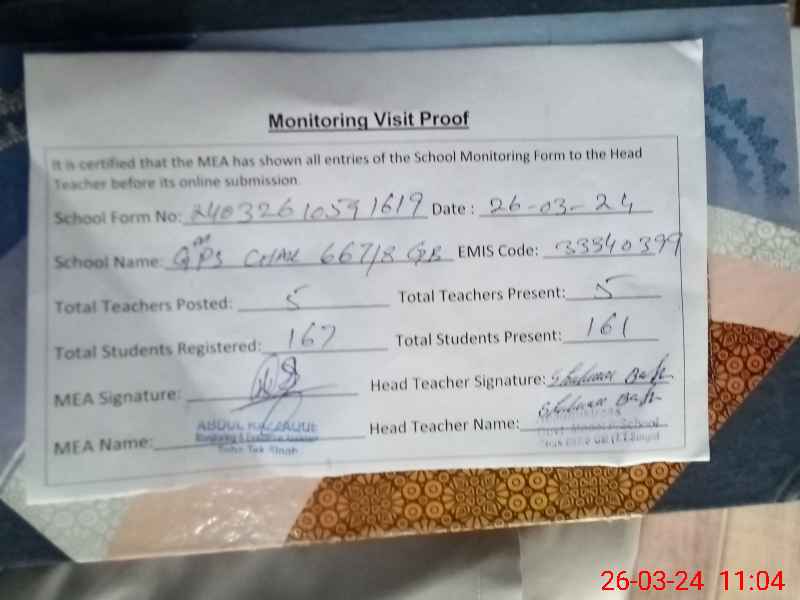 Monitoring Visit Proof
It is certified that the MEA has shown all entries of the School Monitoring Form to the Head
Teacher before its online submission.
School Form No: 24032610591619 Date : 26-03-24
School Name: GPS CHAK 667/8 GB EMIS Code: 33340399
Total Teachers Posted: 5 Total Teachers Present: 5
Total Students Registered: 167 Total Students Present: 161
MEA Signature: Head Teacher Signature:
MEA Name: ABDUL RAZZAQUE Head Teacher Name:
Monitoring & Evaluation Assistant
Toba Tek Singh
26-03-24 11:04